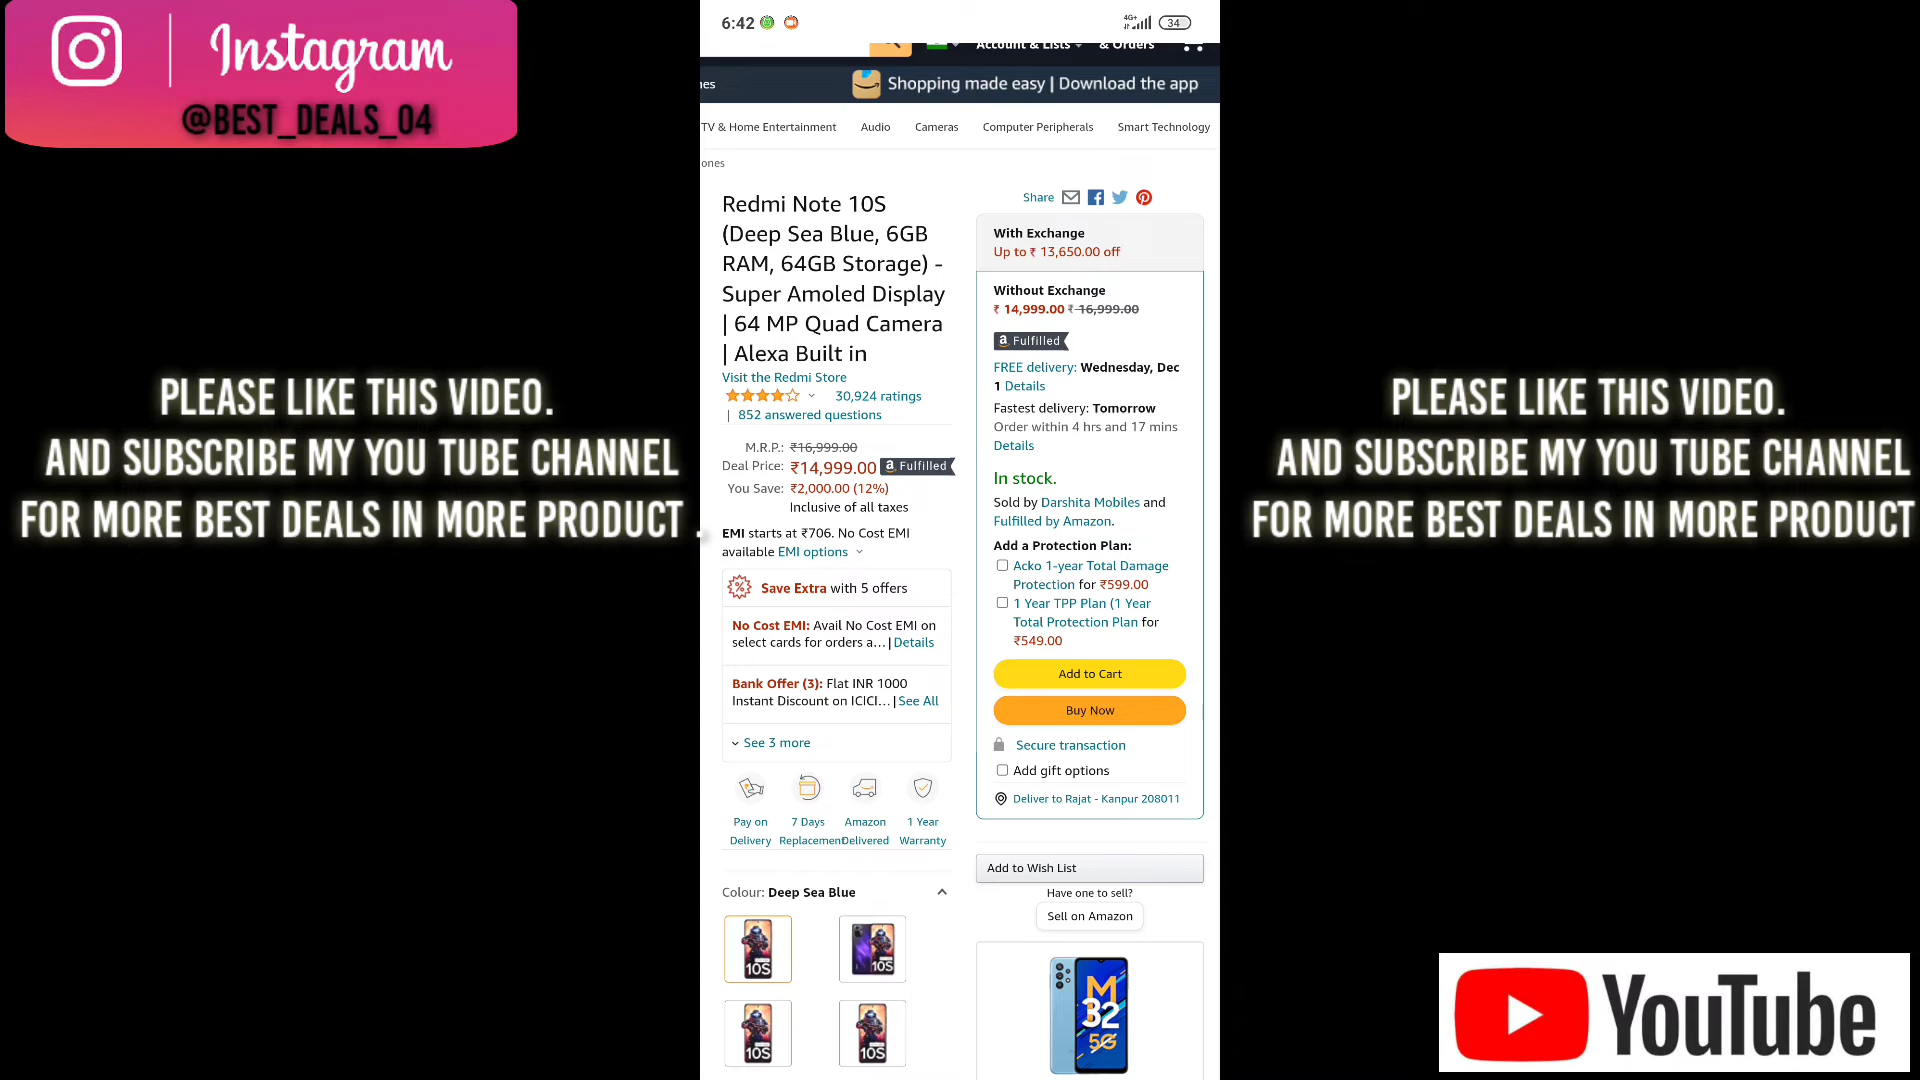 Instagram
@BEST_DEALS_04
PLEASE LIKE THIS VIDEO.
AND SUBSCRIBE MY YOU TUBE CHANNEL
FOR MORE BEST DEALS IN MORE PRODUCT .
6:42
4G+
34
Account & Lists
& Orders
nes
Shopping made easy | Download the app
TV & Home Entertainment
Audio
Cameras
Computer Peripherals
Smart Technology
ones
Redmi Note 10S
(Deep Sea Blue, 6GB
RAM, 64GB Storage) -
Super Amoled Display
| 64 MP Quad Camera
| Alexa Built in
Visit the Redmi Store
30,924 ratings
| 852 answered questions
M.R.P.: ₹16,999.00
Deal Price: ₹14,999.00 a Fulfilled
You Save: ₹2,000.00 (12%)
Inclusive of all taxes
EMI starts at ₹706. No Cost EMI
available EMI options
Save Extra with 5 offers
No Cost EMI: Avail No Cost EMI on
select cards for orders a... | Details
Bank Offer (3): Flat INR 1000
Instant Discount on ICICI... | See All
See 3 more
Pay on
Delivery
7 Days
Replacement
Amazon
Delivered
1 Year
Warranty
Colour: Deep Sea Blue
10S
10S
10S
10S
Share
With Exchange
Up to ₹ 13,650.00 off
Without Exchange
₹ 14,999.00 ₹ 16,999.00
a Fulfilled
FREE delivery: Wednesday, Dec
1 Details
Fastest delivery: Tomorrow
Order within 4 hrs and 17 mins
Details
In stock.
Sold by Darshita Mobiles and
Fulfilled by Amazon.
Add a Protection Plan:
Acko 1-year Total Damage
Protection for ₹599.00
1 Year TPP Plan (1 Year
Total Protection Plan for
₹549.00
Add to Cart
Buy Now
Secure transaction
Add gift options
Deliver to Rajat - Kanpur 208011
Add to Wish List
Have one to sell?
Sell on Amazon
M
32
5G
PLEASE LIKE THIS VIDEO.
AND SUBSCRIBE MY YOU TUBE CHANNEL
FOR MORE BEST DEALS IN MORE PRODUCT
YouTube